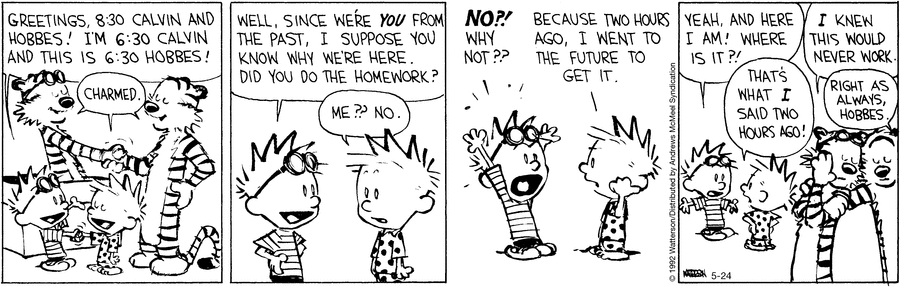 GREETINGS, 8:30 CALVIN AND
HOBBES! I'M 6:30 CALVIN
AND THIS IS 6:30 HOBBES!
CHARMED.
WELL, SINCE WE'RE YOU FROM
THE PAST, I SUPPOSE YOU
KNOW WHY WE'RE HERE.
DID YOU DO THE HOMEWORK?
ME?? NO.
NO?!
WHY
NOT??
BECAUSE TWO HOURS
AGO, I WENT TO
THE FUTURE TO
GET IT.
© 1992 Watterson/Distributed by Andrews McMeel Syndication
YEAH, AND HERE
I AM! WHERE
IS IT?!
THAT'S
WHAT I
SAID TWO
HOURS AGO!
I KNEW
THIS WOULD
NEVER WORK.
RIGHT AS
ALWAYS,
HOBBES.
WATTERSON 5-24